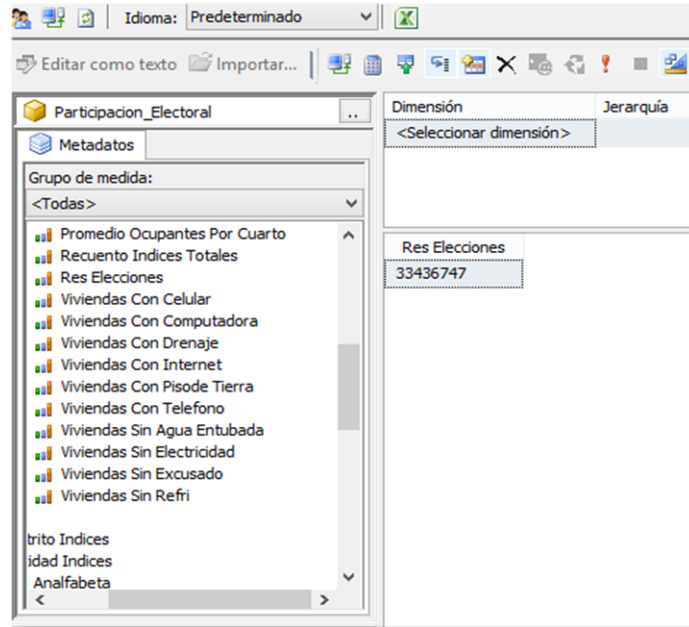 Idioma: Predeterminado
Editar como texto Importar...
Participacion_Electoral ..
Metadatos
Grupo de medida:
<Todas>
Promedio Ocupantes Por Cuarto
Recuento Indices Totales
Res Elecciones
Viviendas Con Celular
Viviendas Con Computadora
Viviendas Con Drenaje
Viviendas Con Internet
Viviendas Con Pisode Tierra
Viviendas Con Telefono
Viviendas Sin Agua Entubada
Viviendas Sin Electricidad
Viviendas Sin Excusado
Viviendas Sin Refri
trito Indices
idad Indices
Analfabeta
Dimensión Jerarquía
<Seleccionar dimensión>
Res Elecciones
33436747